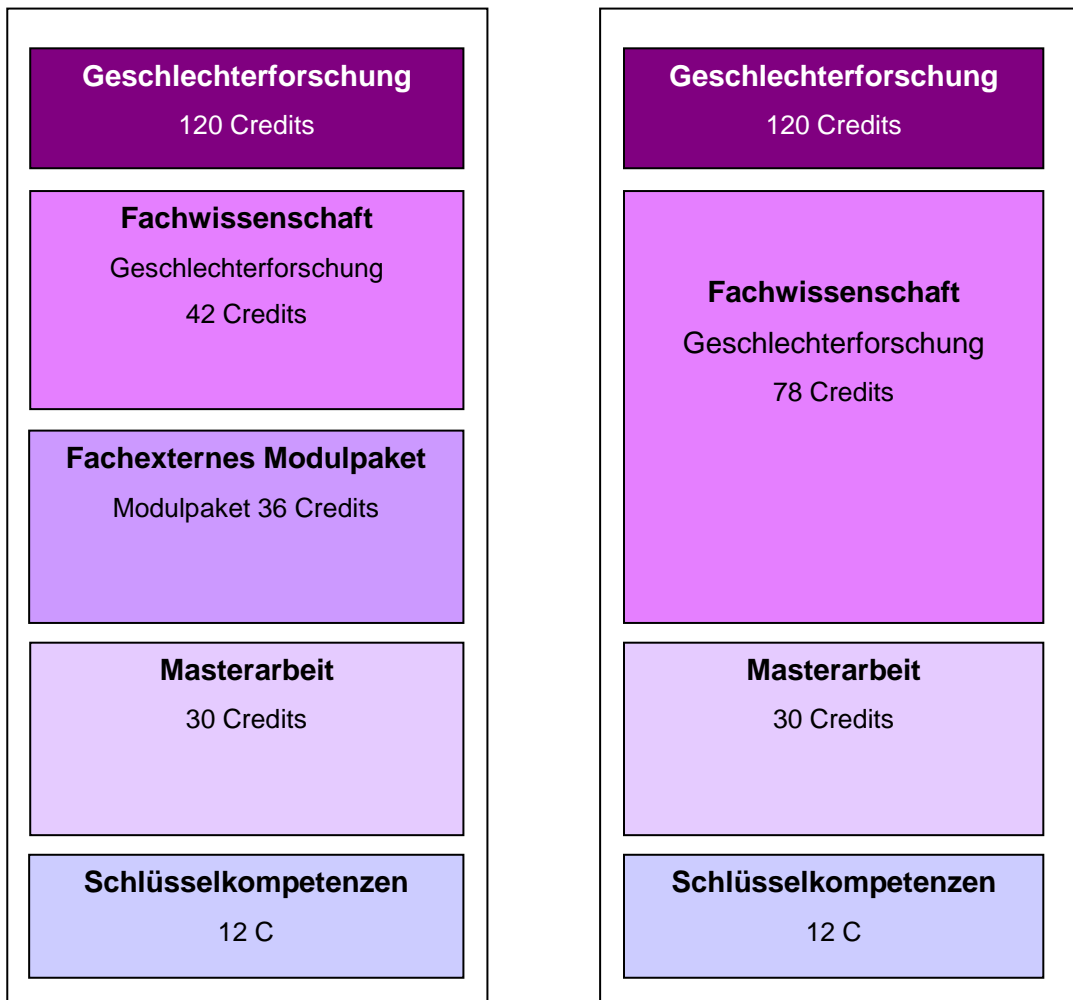 Geschlechterforschung
120 Credits
Fachwissenschaft
Geschlechterforschung
42 Credits
Fachexternes Modulpaket
Modulpaket 36 Credits
Masterarbeit
30 Credits
Schlüsselkompetenzen
12 C
Geschlechterforschung
120 Credits
Fachwissenschaft
Geschlechterforschung
78 Credits
Masterarbeit
30 Credits
Schlüsselkompetenzen
12 C